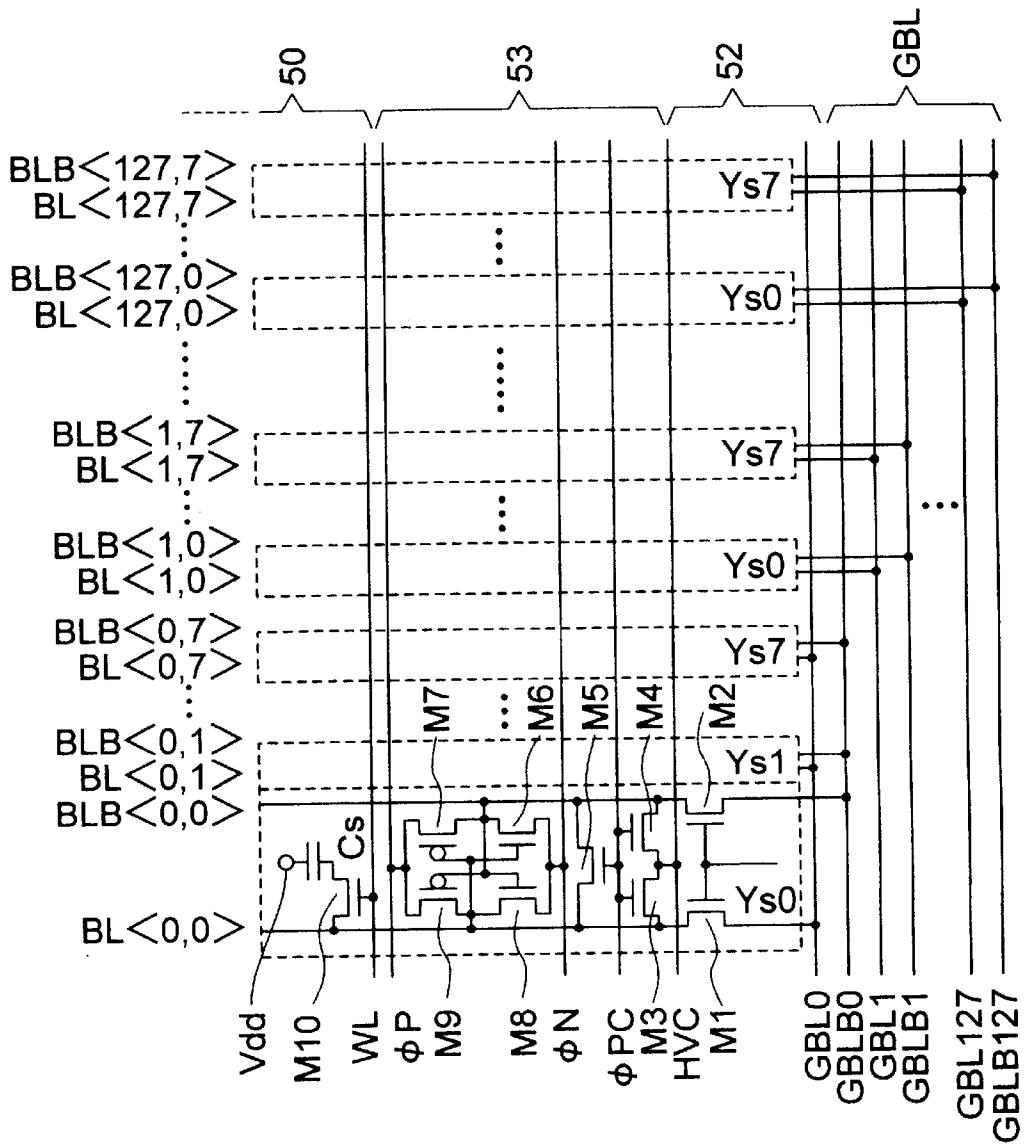 BLB<127,7>
BL<127,7>
BLB<127,0>
BL<127,0>
BLB<1,7>
BL<1,7>
BLB<1,0>
BL<1,0>
BLB<0,7>
BL<0,7>
BLB<0,1>
BL<0,1>
BLB<0,0>
BL<0,0>
50
53
52
GBL
Ys7
Ys0
Ys7
Ys0
Ys7
Ys1
Ys0
M7
M6
M5
M4
M2
Cs
Vdd
M10
WL
ϕP
M9
M8
ϕN
ϕPC
M3
HVC
M1
GBL0
GBLB0
GBL1
GBLB1
GBL127
GBLB127